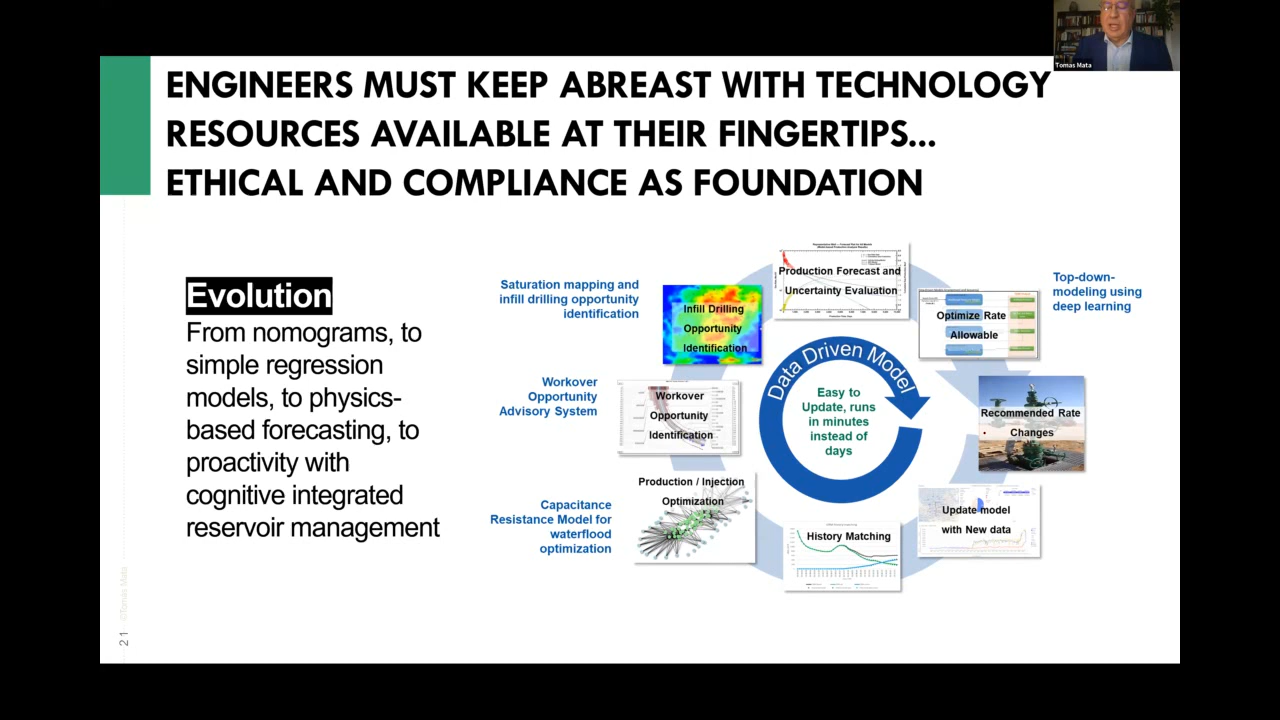 Tomas Mata
ENGINEERS MUST KEEP ABREAST WITH TECHNOLOGY
RESOURCES AVAILABLE AT THEIR FINGERTIPS...
ETHICAL AND COMPLIANCE AS FOUNDATION
Evolution
From nomograms, to
simple regression
models, to physics-
based forecasting, to
proactivity with
cognitive integrated
reservoir management
Saturation mapping and
infill drilling opportunity
identification
Workover
Opportunity
Advisory System
Capacitance
Resistance Model for
waterflood
optimization
Infill Drilling
Opportunity
Identification
Workover
Opportunity
Identification
Production / Injection
Optimization
Production Forecast and
Uncertainty Evaluation
Data Driven Model
Easy to
Update, runs
in minutes
instead of
days
History Matching
Optimize Rate
Allowable
Recommended Rate
Changes
Update model
with New data
Top-down-
modeling using
deep learning
©Tomás Mata
21